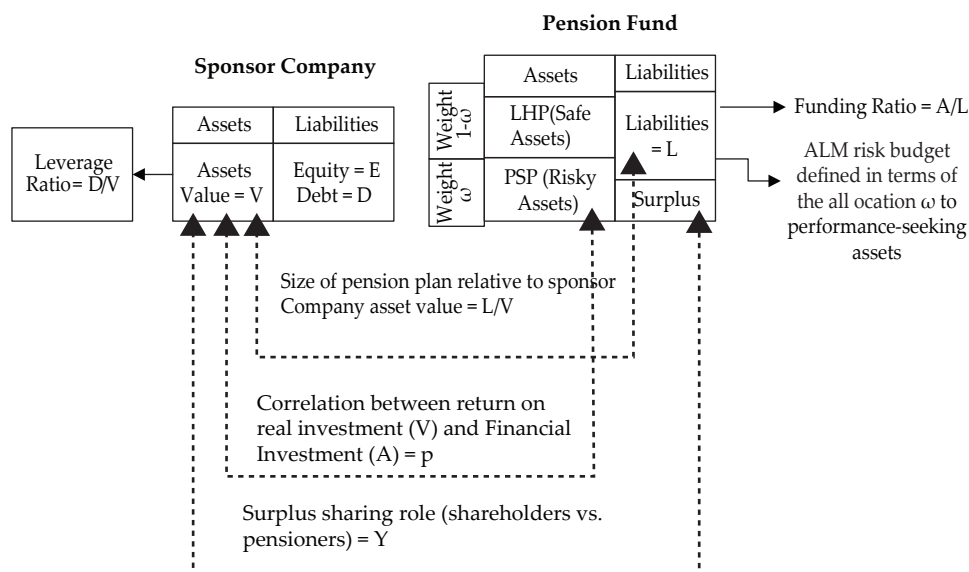 Pension Fund
Sponsor Company
Assets
Liabilities
Leverage
Ratio= D/V
Assets
Value = V
Equity = E
Debt = D
Assets
Liabilities
Weight
1-ω
LHP(Safe
Assets)
Liabilities
= L
Weight
ω
PSP (Risky
Assets)
Surplus
Funding Ratio = A/L
ALM risk budget
defined in terms of
the all ocation ω to
performance-seeking
assets
Size of pension plan relative to sponsor
Company asset value = L/V
Correlation between return on
real investment (V) and Financial
Investment (A) = p
Surplus sharing role (shareholders vs.
pensioners) = Y